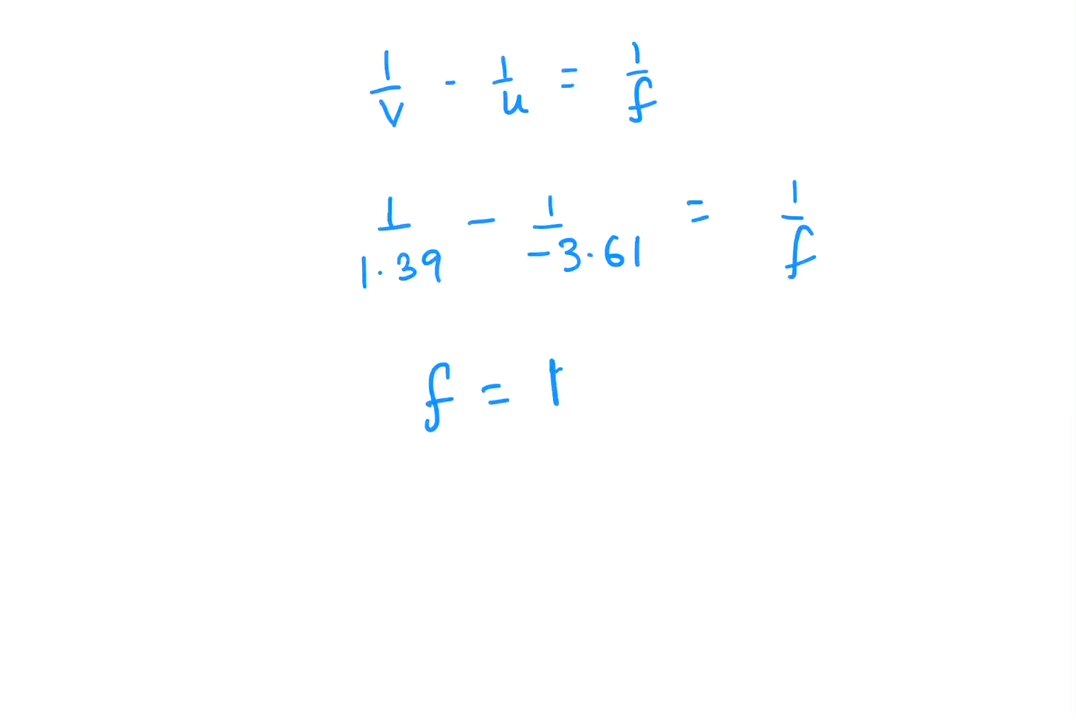 1/v - 1/u = 1/f
1/1.39 - 1/-3.61 = 1/f
f = 1